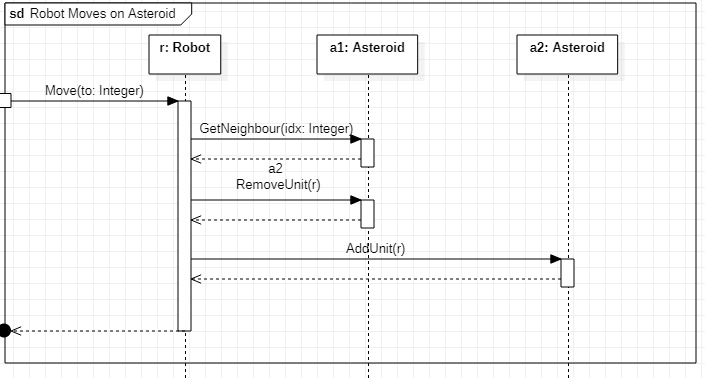 sd Robot Moves on Asteroid
r: Robot
a1: Asteroid
a2: Asteroid
Move(to: Integer)
GetNeighbour(idx: Integer)
a2
RemoveUnit(r)
AddUnit(r)